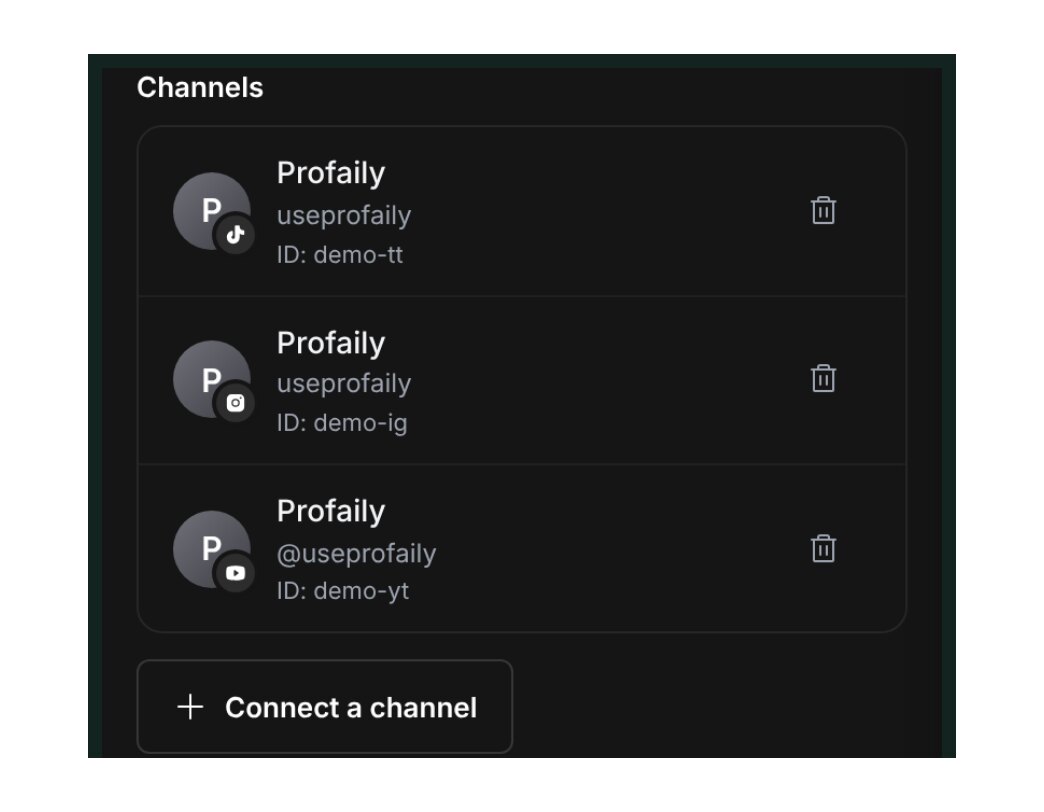 Channels
P
Profaily
useprofaily
ID: demo-tt
P
Profaily
useprofaily
ID: demo-ig
P
Profaily
@useprofaily
ID: demo-yt
Connect a channel